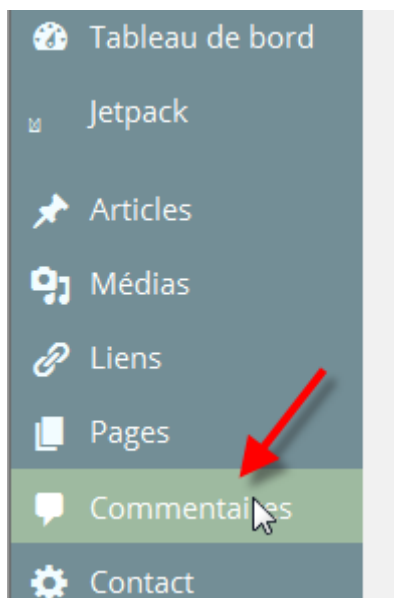 Tableau de bord
Jetpack
Articles
Médias
Liens
Pages
Commentaires
Contact